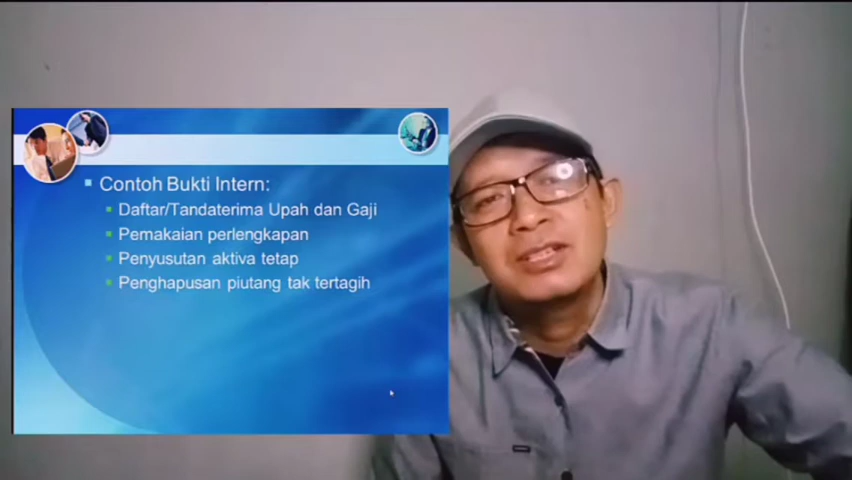 Contoh Bukti Intern:
Daftar/Tandaterima Upah dan Gaji
Pemakaian perlengkapan
Penyusutan aktiva tetap
Penghapusan piutang tak tertagih